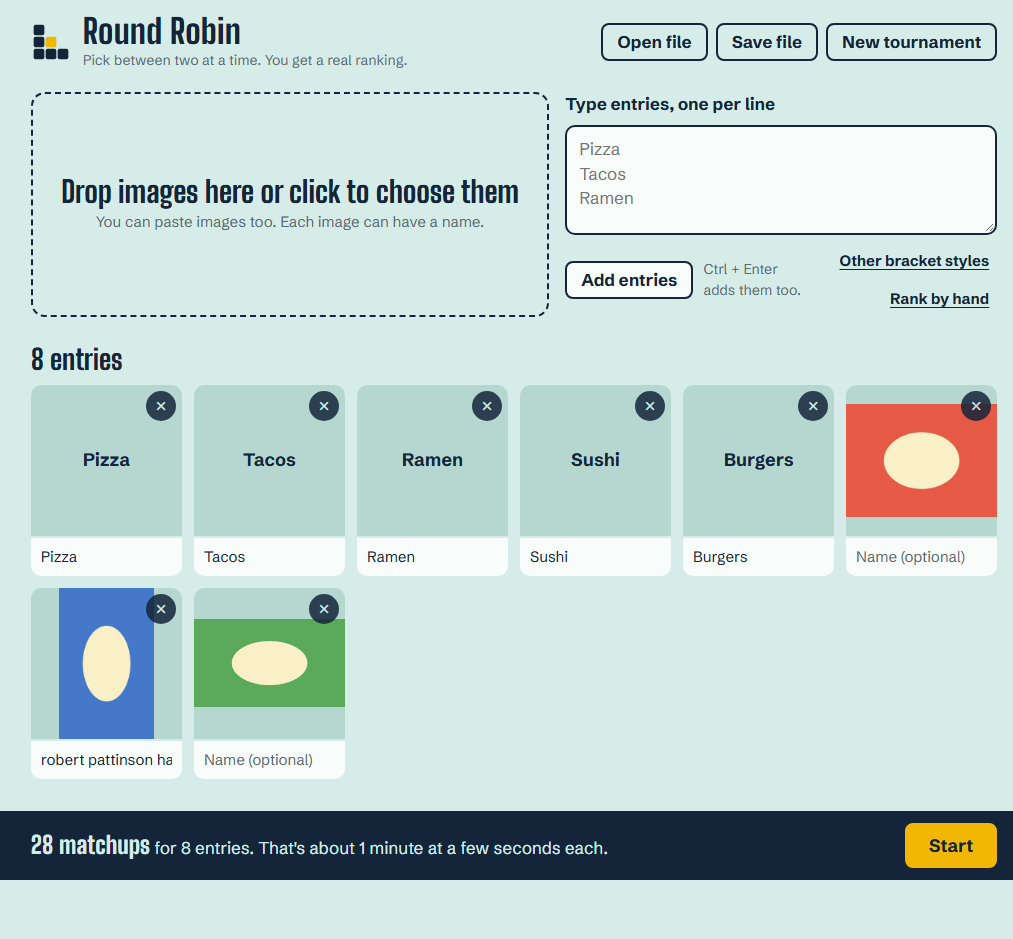 Round Robin
Pick between two at a time. You get a real ranking.
Open file
Save file
New tournament
Drop images here or click to choose them
You can paste images too. Each image can have a name.
Type entries, one per line
Pizza
Tacos
Ramen
Add entries
Ctrl + Enter
adds them too.
Other bracket styles
Rank by hand
8 entries
Pizza
Tacos
Ramen
Sushi
Burgers
Pizza
Tacos
Ramen
Sushi
Burgers
Name (optional)
robert pattinson ha
Name (optional)
28 matchups for 8 entries. That's about 1 minute at a few seconds each.
Start